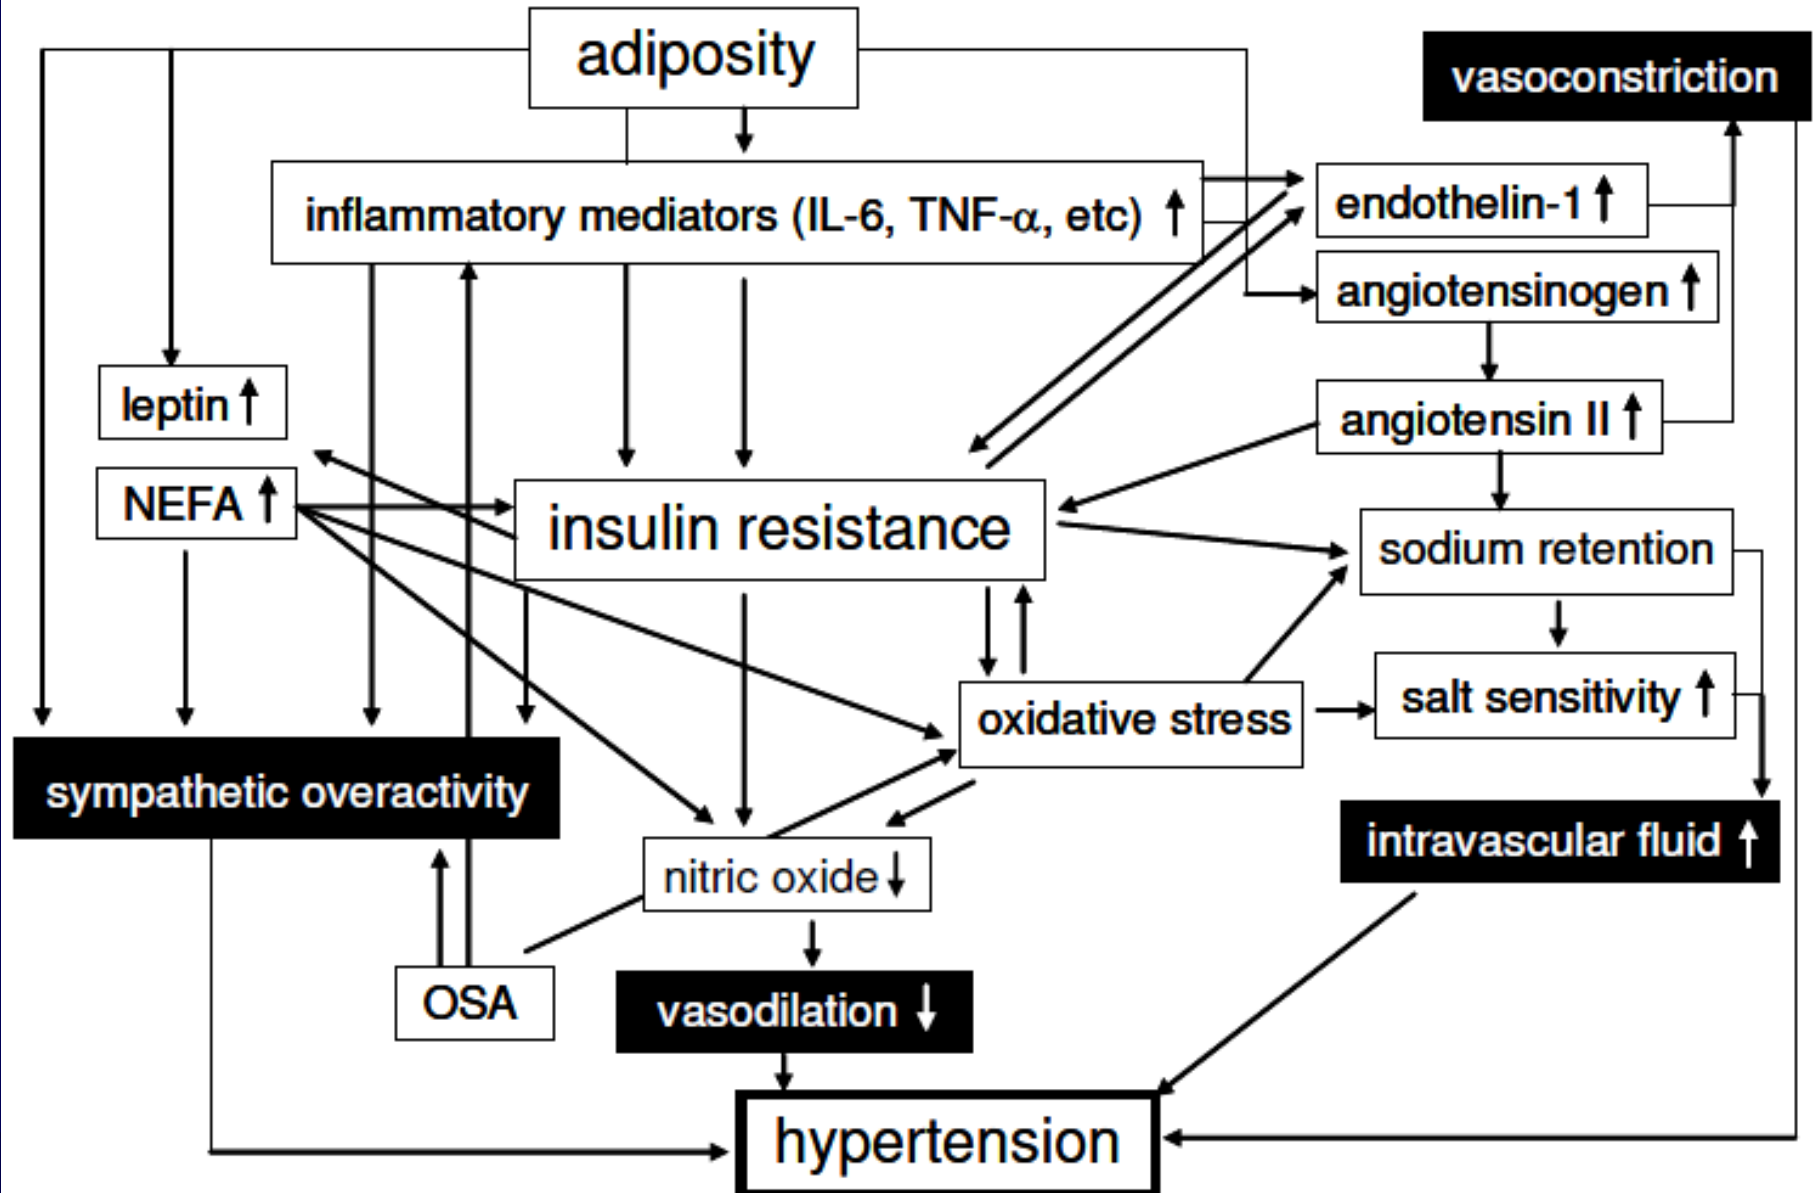 adiposity
vasoconstriction
inflammatory mediators (IL-6, TNF-α, etc) ↑
endothelin-1 ↑
angiotensinogen ↑
leptin ↑
angiotensin II ↑
NEFA ↑
insulin resistance
sodium retention
salt sensitivity ↑
oxidative stress
sympathetic overactivity
intravascular fluid ↑
nitric oxide ↓
OSA
vasodilation ↓
hypertension